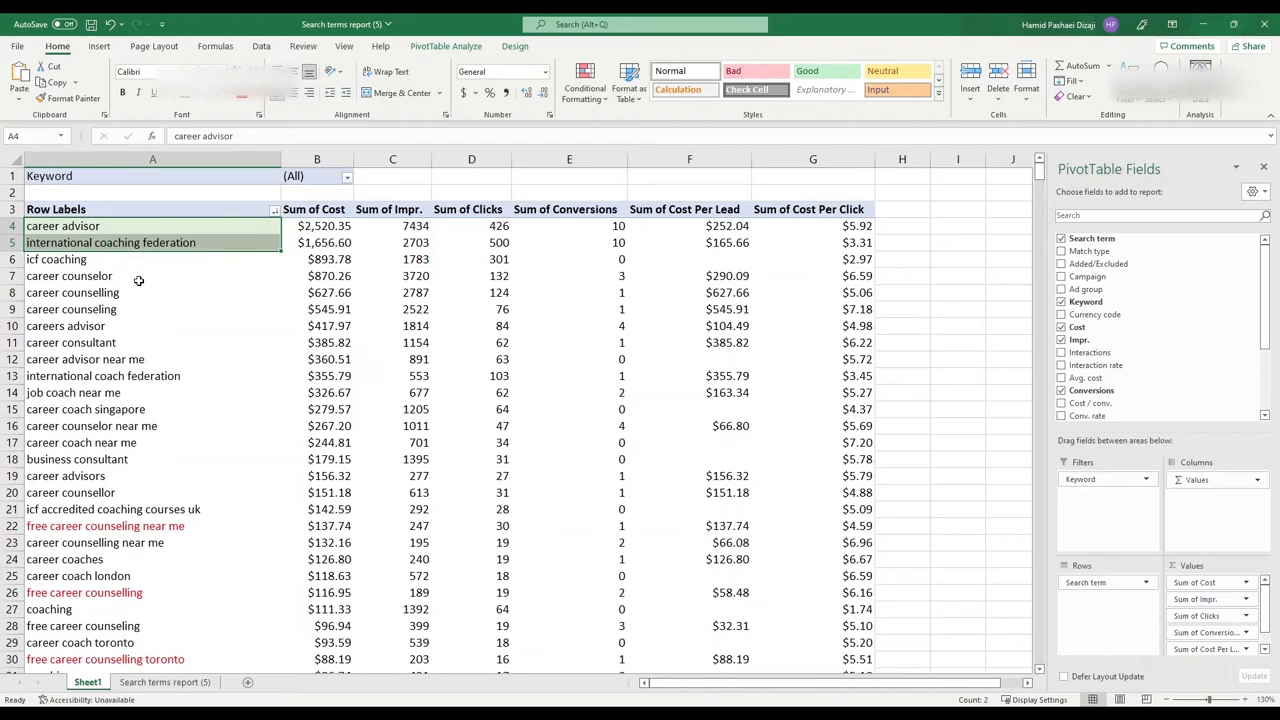 AutoSave Off Search terms report (5) Search (Alt+Q) Hamid Pashaei Dizaji HP
File Home Insert Page Layout Formulas Data Review View Help PivotTable Analyze Design Comments Share
Paste Cut Copy Format Painter Clipboard
Calibri B I U Font
Wrap Text Merge & Center Alignment
General $ % Number
Conditional Formatting Format as Table
Normal Bad Good Neutral
Calculation Check Cell Explanatory ... Input
Styles
Insert Delete Format Cells
AutoSum Fill Clear
Analysis
A4 fx career advisor
A B C D E F G H I J
1 Keyword (All)
2
3 Row Labels Sum of Cost Sum of Impr. Sum of Clicks Sum of Conversions Sum of Cost Per Lead Sum of Cost Per Click
4 career advisor $2,520.35 7434 426 10 $252.04 $5.92
5 international coaching federation $1,656.60 2703 500 10 $165.66 $3.31
6 icf coaching $893.78 1783 301 0 $2.97
7 career counselor $870.26 3720 132 3 $290.09 $6.59
8 career counselling $627.66 2787 124 1 $627.66 $5.06
9 career counseling $545.91 2522 76 1 $545.91 $7.18
10 careers advisor $417.97 1814 84 4 $104.49 $4.98
11 career consultant $385.82 1154 62 1 $385.82 $6.22
12 career advisor near me $360.51 891 63 0 $5.72
13 international coach federation $355.79 553 103 1 $355.79 $3.45
14 job coach near me $326.67 677 62 2 $163.34 $5.27
15 career coach singapore $279.57 1205 64 0 $4.37
16 career counselor near me $267.20 1011 47 4 $66.80 $5.69
17 career coach near me $244.81 701 34 0 $7.20
18 business consultant $179.15 1395 31 0 $5.78
19 career advisors $156.32 277 27 1 $156.32 $5.79
20 career counsellor $151.18 613 31 1 $151.18 $4.88
21 icf accredited coaching courses uk $142.59 292 28 0 $5.09
22 free career counseling near me $137.74 247 30 1 $137.74 $4.59
23 career counselling near me $132.16 195 19 2 $66.08 $6.96
24 career coaches $126.80 240 19 1 $126.80 $6.67
25 career coach london $118.63 572 18 0 $6.59
26 free career counselling $116.95 189 19 2 $58.48 $6.16
27 coaching $111.33 1392 64 0 $1.74
28 free career counseling $96.94 399 19 3 $32.31 $5.10
29 career coach toronto $93.59 539 18 0 $5.20
30 free career counselling toronto $88.19 203 16 1 $88.19 $5.51
Sheet1 Search terms report (5)
Ready Accessibility: Unavailable Count: 2 Display Settings 130%
PivotTable Fields
Choose fields to add to report:
Search
Search term
Match type
Added/Excluded
Campaign
Ad group
Keyword
Currency code
Cost
Impr.
Interactions
Interaction rate
Avg. cost
Conversions
Cost / conv.
Conv. rate
Drag fields between areas below:
Filters Columns
Keyword Σ Values
Rows Σ Values
Search term Sum of Cost
Sum of Impr.
Sum of Clicks
Sum of Conversio...
Sum of Cost Per L...
Defer Layout Update Update